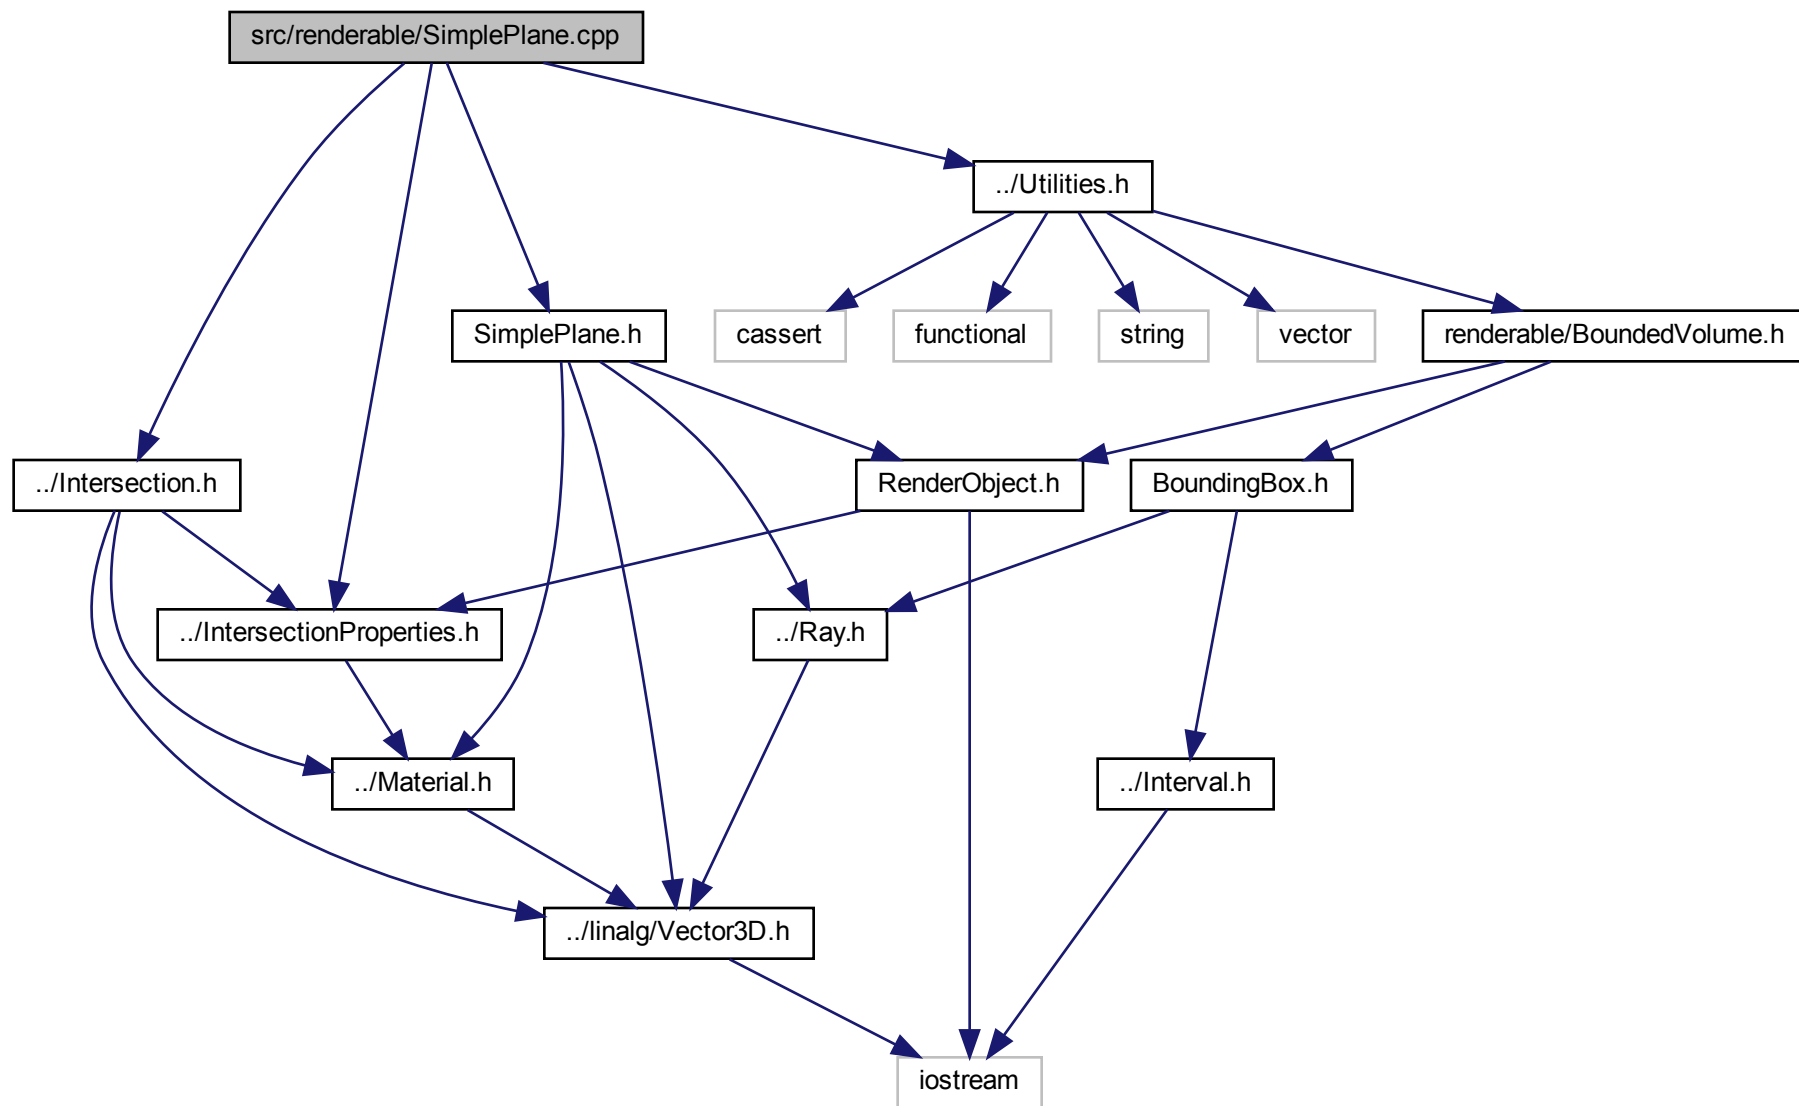 src/renderable/SimplePlane.cpp
../Utilities.h
SimplePlane.h
cassert
functional
string
vector
renderable/BoundedVolume.h
../Intersection.h
RenderObject.h
BoundingBox.h
../IntersectionProperties.h
../Ray.h
../Material.h
../Interval.h
../linalg/Vector3D.h
iostream